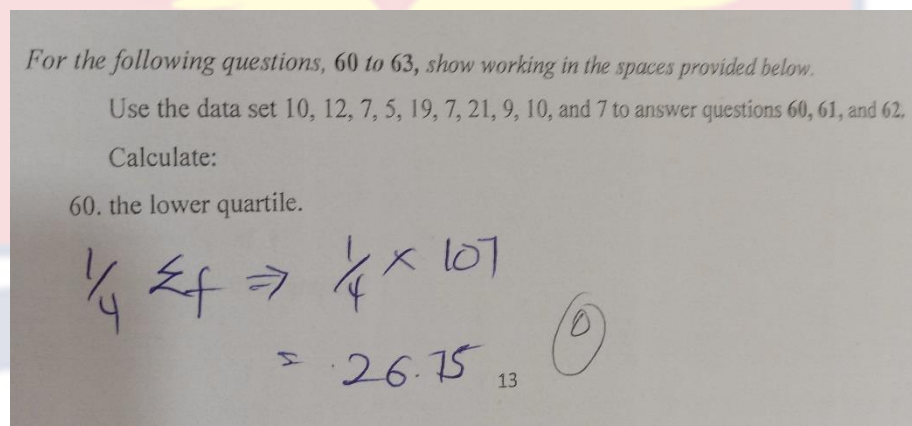 For the following questions, 60 to 63, show working in the spaces provided below.
Use the data set 10, 12, 7, 5, 19, 7, 21, 9, 10, and 7 to answer questions 60, 61, and 62.
Calculate:
60. the lower quartile.
1/4 Σf ⇒ 1/4 × 107
= 26.75
0
13